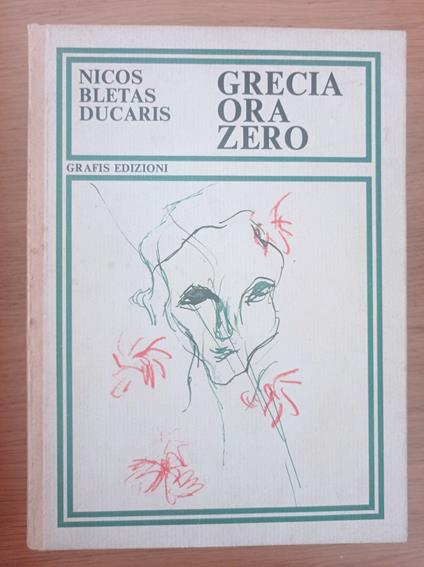 NICOS
BLETAS
DUCARIS
GRECIA
ORA
ZERO
GRAFIS EDIZIONI